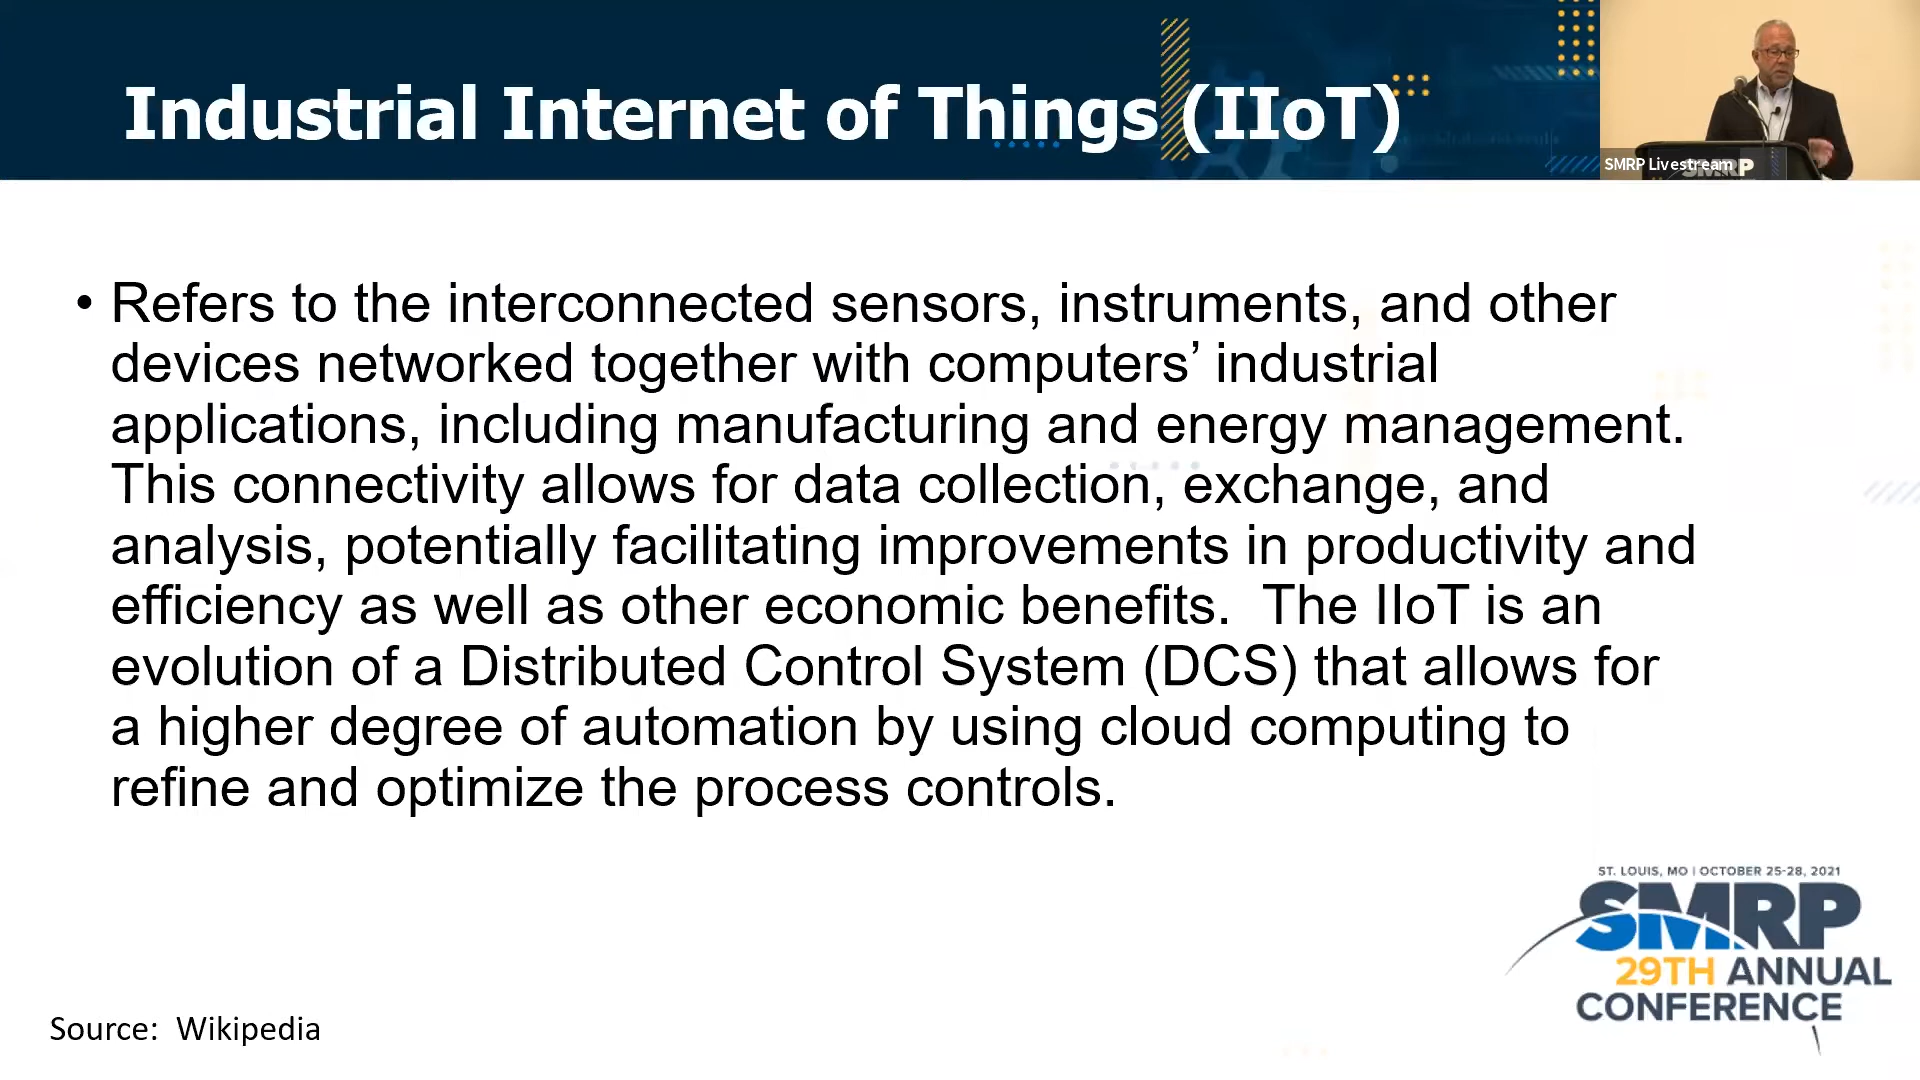 Industrial Internet of Things (IIoT)
SMRP Livestream
SMRP
• Refers to the interconnected sensors, instruments, and other
devices networked together with computers’ industrial
applications, including manufacturing and energy management.
This connectivity allows for data collection, exchange, and
analysis, potentially facilitating improvements in productivity and
efficiency as well as other economic benefits.  The IIoT is an
evolution of a Distributed Control System (DCS) that allows for
a higher degree of automation by using cloud computing to
refine and optimize the process controls.
ST. LOUIS, MO | OCTOBER 25-28, 2021
SMRP
29TH ANNUAL
CONFERENCE
Source:  Wikipedia